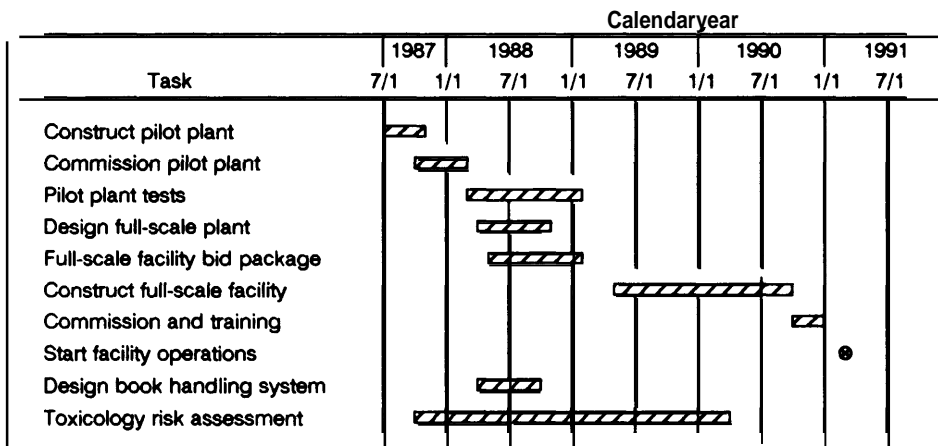 Calendaryear
1987 1988 1989 1990 1991
Task 7/1 1/1 7/1 1/1 7/1 1/1 7/1 1/1 7/1
Construct pilot plant
Commission pilot plant
Pilot plant tests
Design full-scale plant
Full-scale facility bid package
Construct full-scale facility
Commission and training
Start facility operations
Design book handling system
Toxicology risk assessment